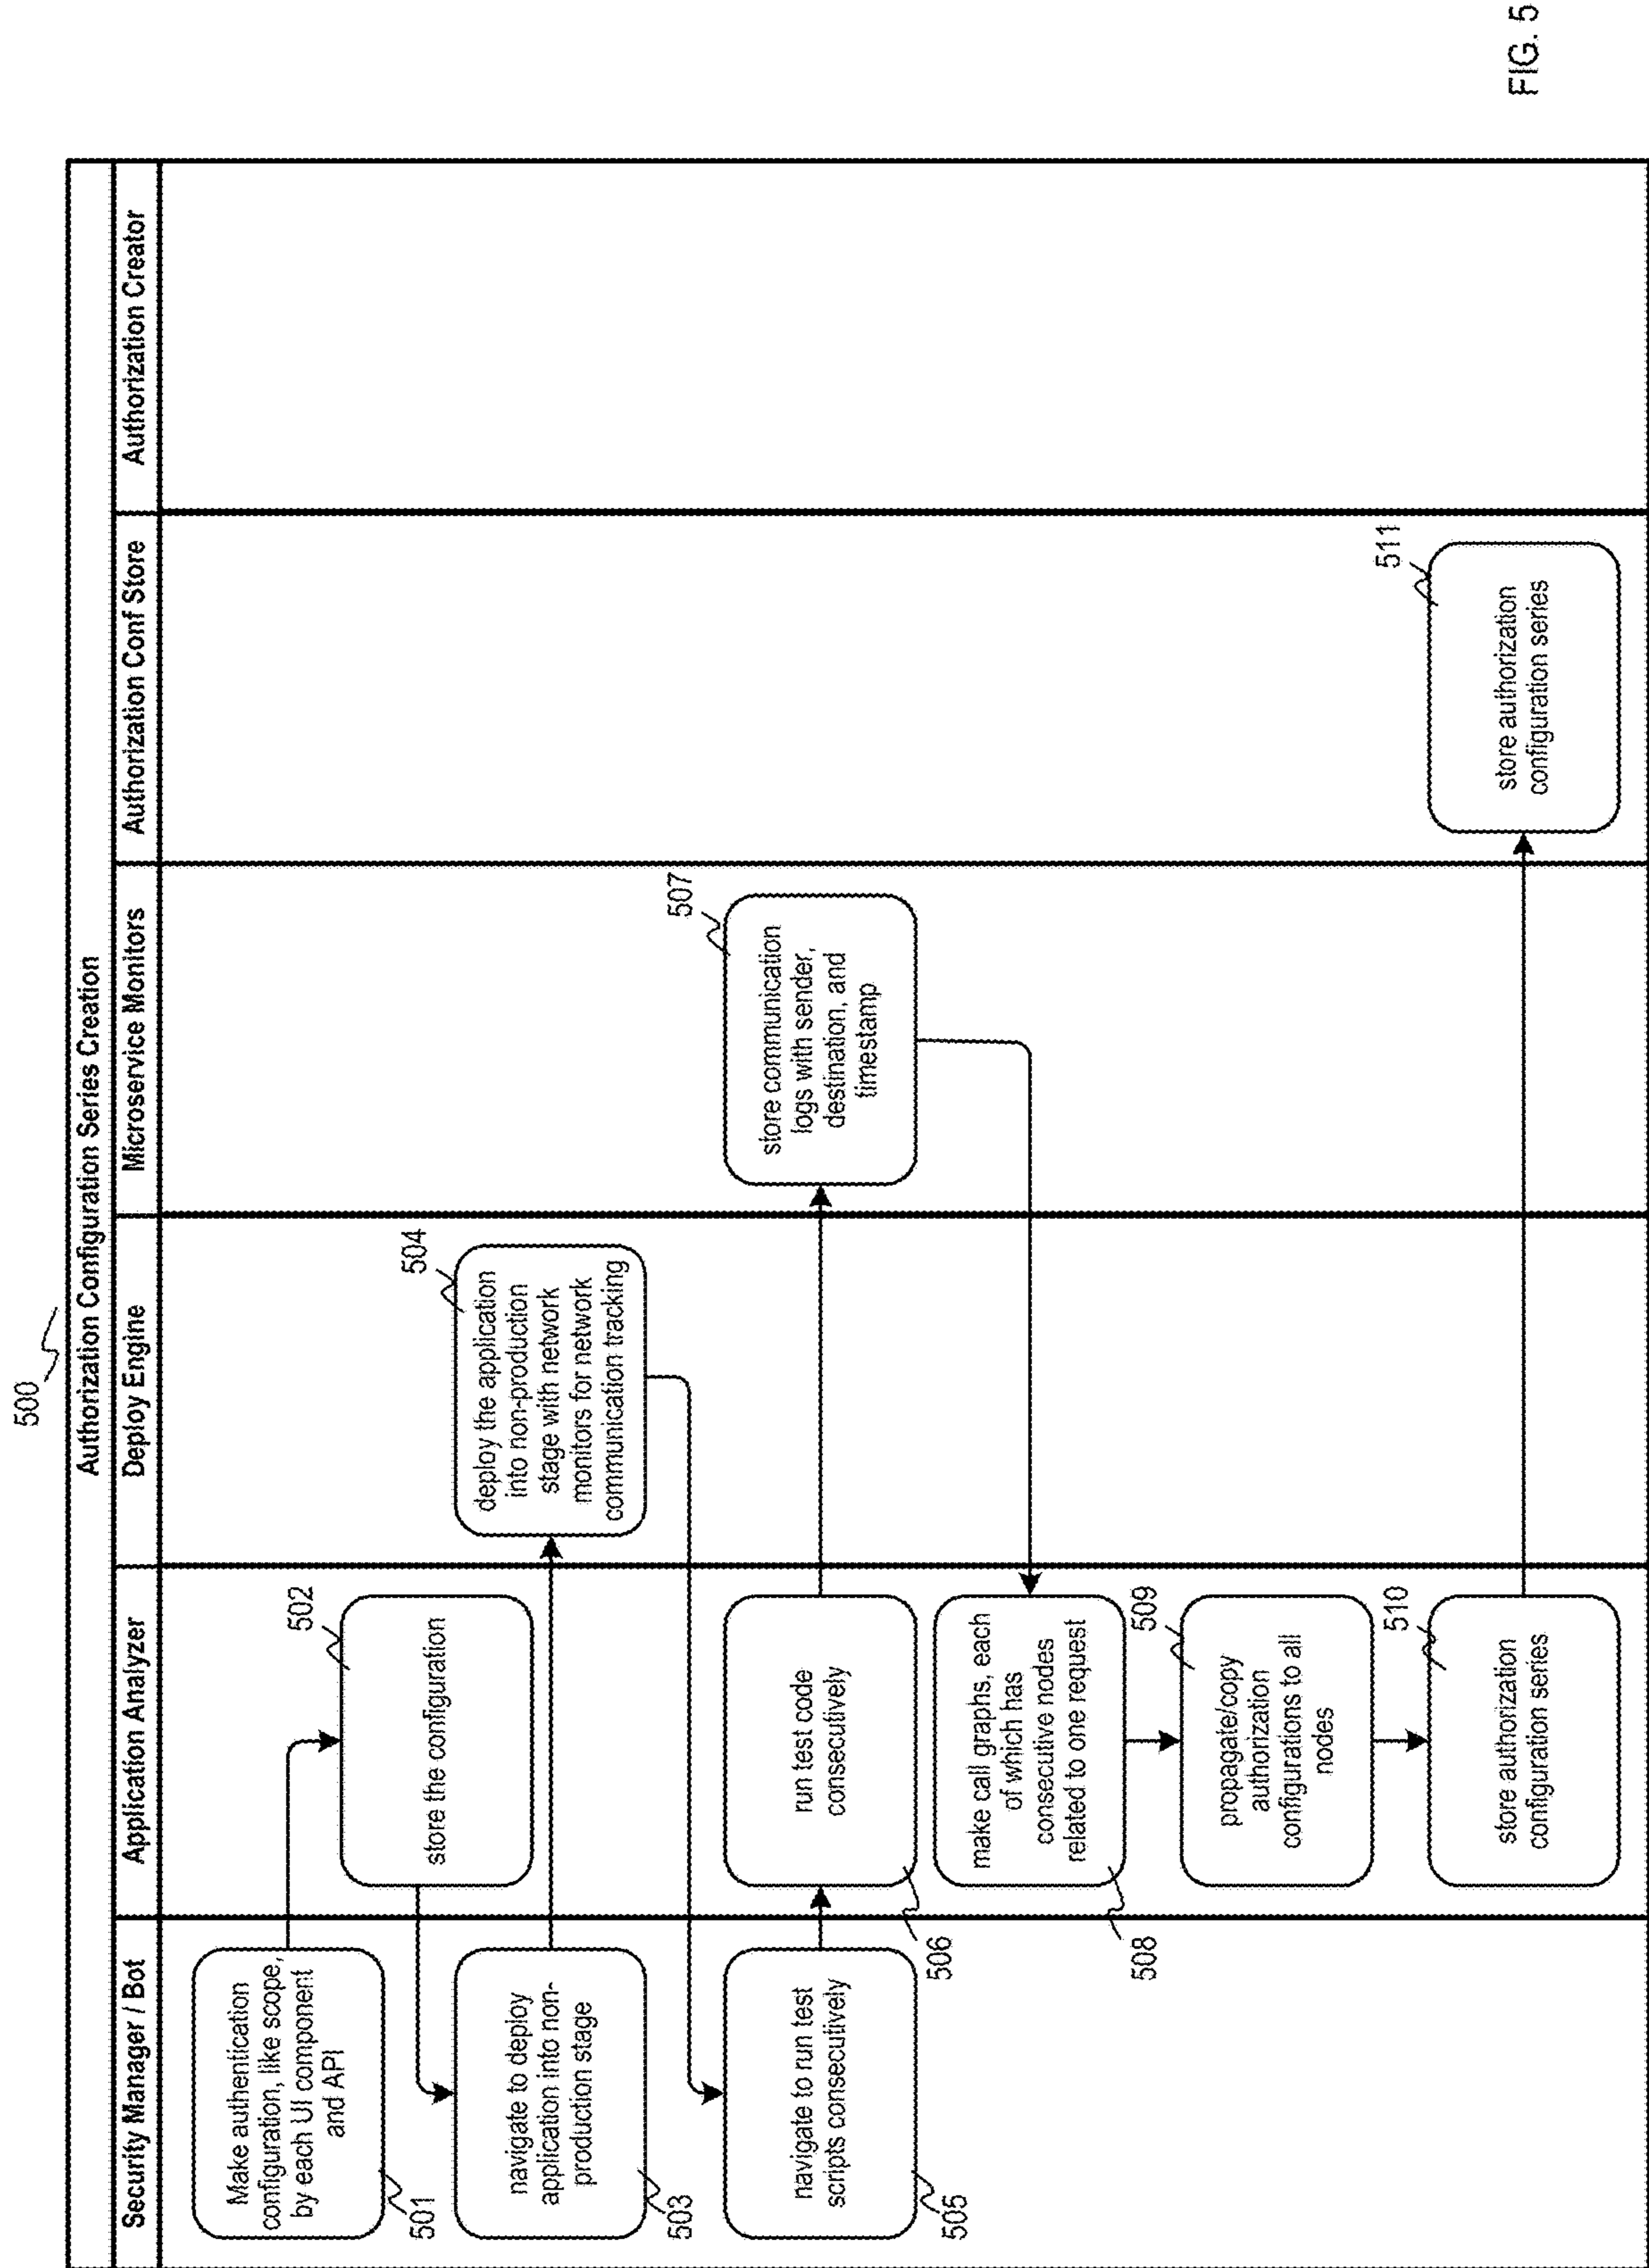 500
Authorization Configuration Series Creation
Security Manager / Bot
Application Analyzer
Deploy Engine
Microservice Monitors
Authorization Conf Store
Authorization Creator
Make authentication
configuration, like scope,
by each UI component
and API
501
502
store the configuration
navigate to deploy
application into non-
production stage
503
504
deploy the application
into non-production
stage with network
monitors for network
communication tracking
navigate to run test
scripts consecutively
505
run test code
consecutively
506
507
store communication
logs with sender,
destination, and
timestamp
make call graphs, each
of which has
consecutive nodes
related to one request
508
509
propagate/copy
authorization
configurations to all
nodes
510
store authorization
configuration series
511
store authorization
configuration series
FIG. 5